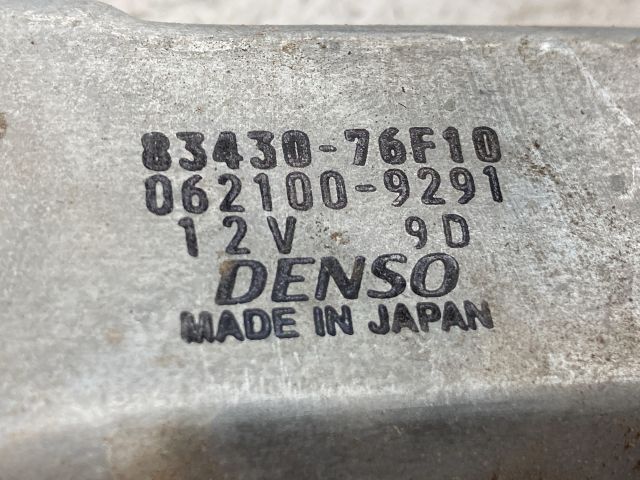 83430-76F10
062100-9291
12V 9D
DENSO
MADE IN JAPAN